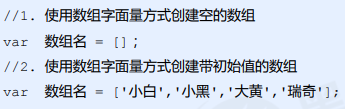 //1. 使用数组字面量方式创建空的数组
var 数组名 = [];
//2. 使用数组字面量方式创建带初始值的数组
var 数组名 = ['小白','小黑','大黄','瑞奇'];